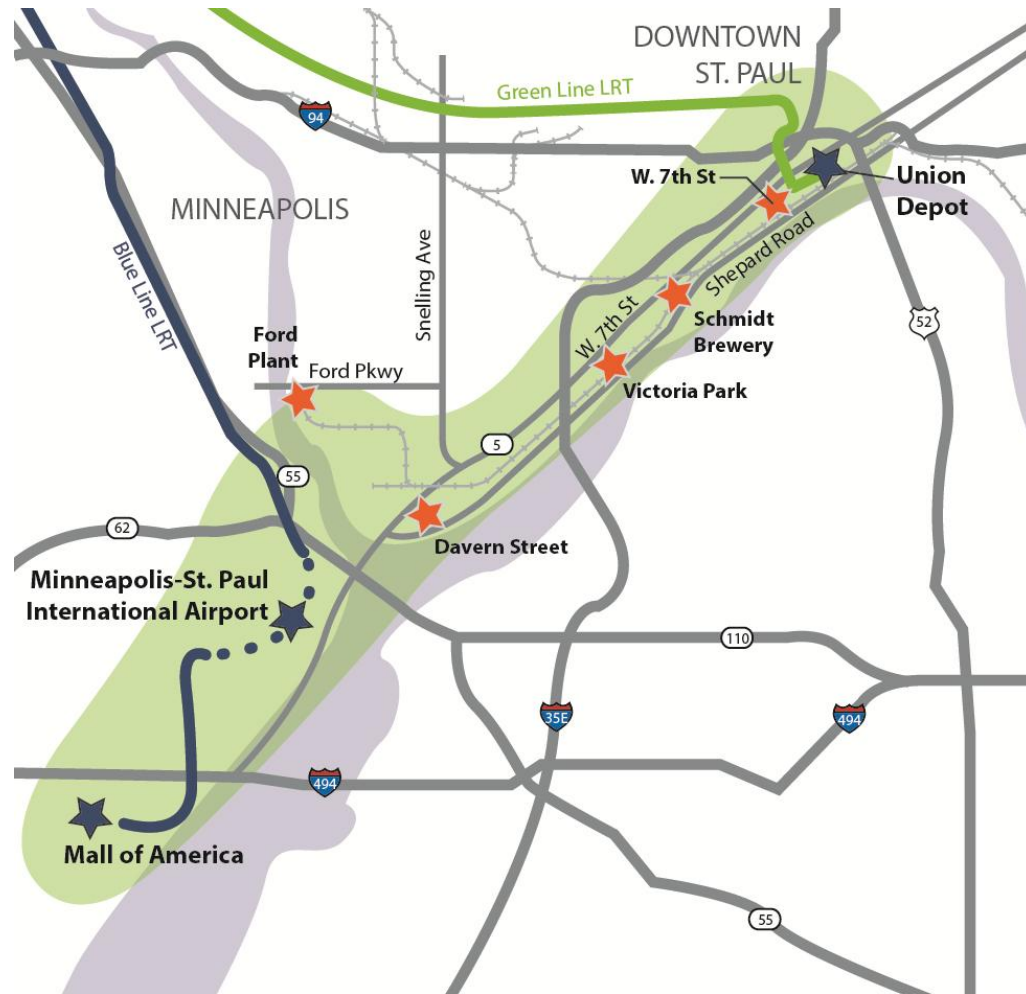 DOWNTOWN
ST. PAUL
Green Line LRT
94
W. 7th St
Union
Depot
MINNEAPOLIS
Blue Line LRT
Snelling Ave
Shepard Road
W. 7th St
Schmidt
Brewery
52
Ford
Plant
Ford Pkwy
Victoria Park
5
55
62
Davern Street
Minneapolis-St. Paul
International Airport
110
35E
494
494
Mall of America
55